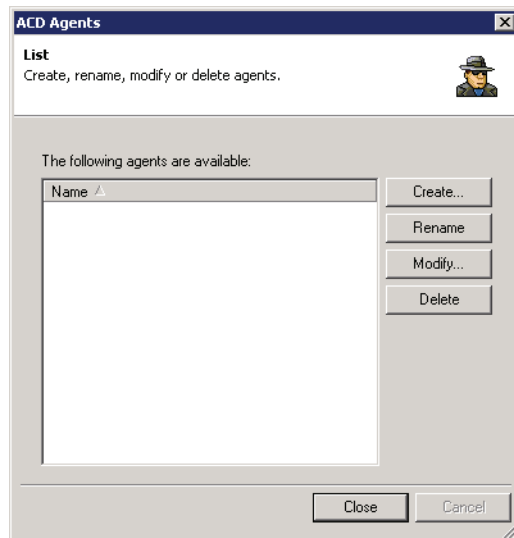 ACD Agents
List
Create, rename, modify or delete agents.
The following agents are available:
Name
Create...
Rename
Modify...
Delete
Close
Cancel